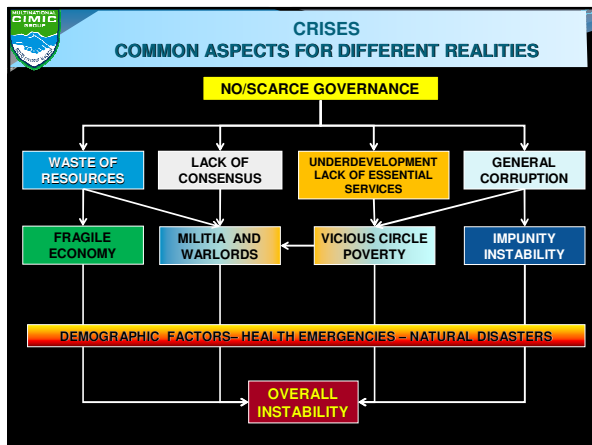 MULTINATIONAL
CIMIC
GROUP
CRISES
COMMON ASPECTS FOR DIFFERENT REALITIES
NO/SCARCE GOVERNANCE
WASTE OF
RESOURCES
LACK OF
CONSENSUS
UNDERDEVELOPMENT
LACK OF ESSENTIAL
SERVICES
GENERAL
CORRUPTION
FRAGILE
ECONOMY
MILITIA AND
WARLORDS
VICIOUS CIRCLE
POVERTY
IMPUNITY
INSTABILITY
DEMOGRAPHIC FACTORS– HEALTH EMERGENCIES – NATURAL DISASTERS
OVERALL
INSTABILITY